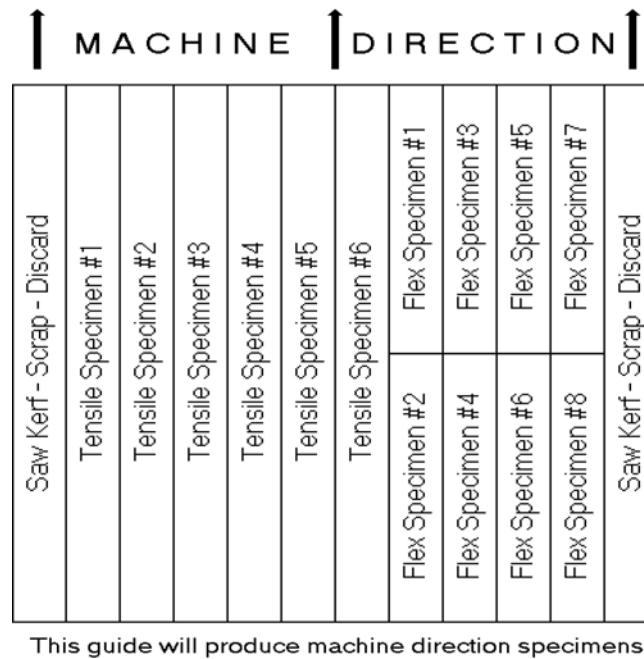 MACHINE DIRECTION
Saw Kerf - Scrap - Discard
Tensile Specimen #1
Tensile Specimen #2
Tensile Specimen #3
Tensile Specimen #4
Tensile Specimen #5
Tensile Specimen #6
Flex Specimen #1
Flex Specimen #2
Flex Specimen #3
Flex Specimen #4
Flex Specimen #5
Flex Specimen #6
Flex Specimen #7
Flex Specimen #8
Saw Kerf - Scrap - Discard
This guide will produce machine direction specimens